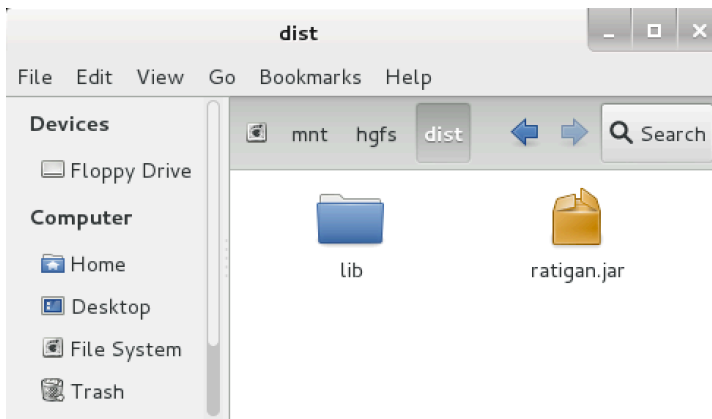 dist
File Edit View Go Bookmarks Help
Devices
Floppy Drive
Computer
Home
Desktop
File System
Trash
mnt hgfs dist Search
lib ratigan.jar